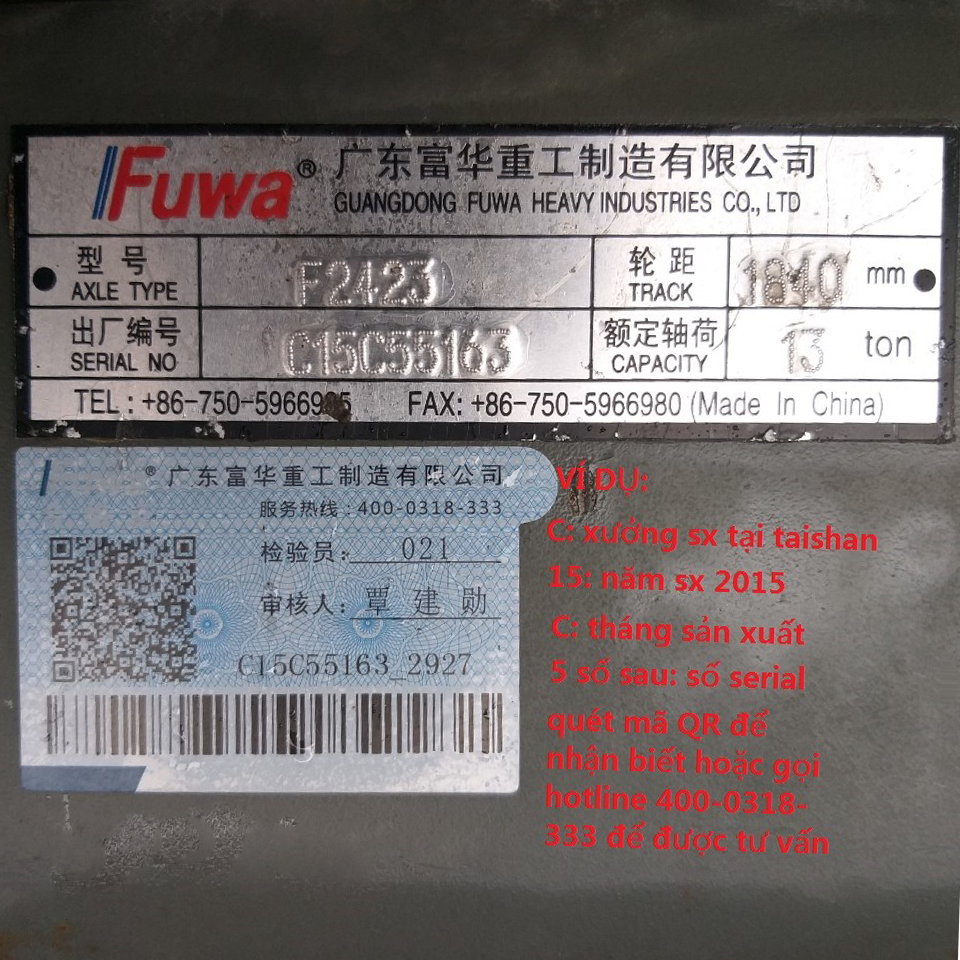 Fuwa® 广东富华重工制造有限公司
GUANGDONG FUWA HEAVY INDUSTRIES CO., LTD
型号 F2423 轮距 1840 mm
AXLE TYPE TRACK
出厂编号 C15C55163 额定轴荷 13 ton
SERIAL NO CAPACITY
TEL : +86-750-5966985 FAX: +86-750-5966980 (Made In China)
® 广东富华重工制造有限公司
服务热线 : 400-0318-333
检验员: 021
审核人: 覃建勋
C15C55163_2927
VÍ DỤ:
C: xưởng sx tại taishan
15: năm sx 2015
C: tháng sản xuất
5 số sau: số serial
quét mã QR để
nhận biết hoặc gọi
hotline 400-0318-
333 để được tư vấn